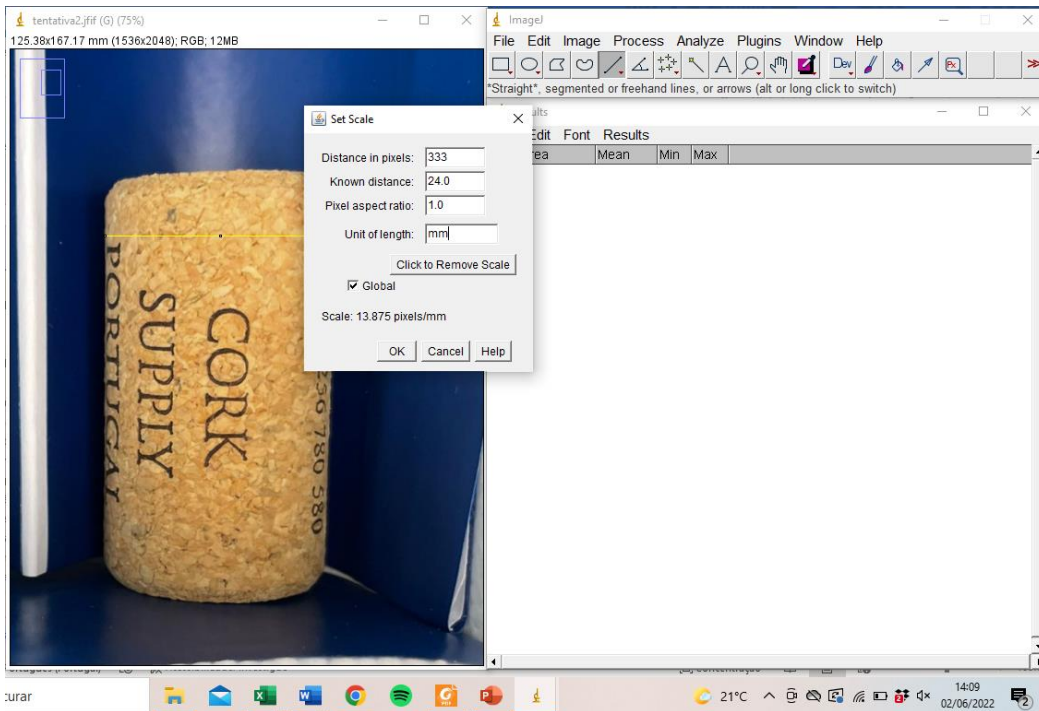 tentativa2.jfif (G) (75%)
125.38x167.17 mm (1536x2048); RGB; 12MB
PORTUGAL
SUPPLY
CORK
780 580
Set Scale
Distance in pixels: 333
Known distance: 24.0
Pixel aspect ratio: 1.0
Unit of length: mm
Click to Remove Scale
Global
Scale: 13.875 pixels/mm
OK Cancel Help
ImageJ
File Edit Image Process Analyze Plugins Window Help
Dev
*Straight*, segmented or freehand lines, or arrows (alt or long click to switch)
Font Results
Mean Min Max
21°C
14:09
02/06/2022
2